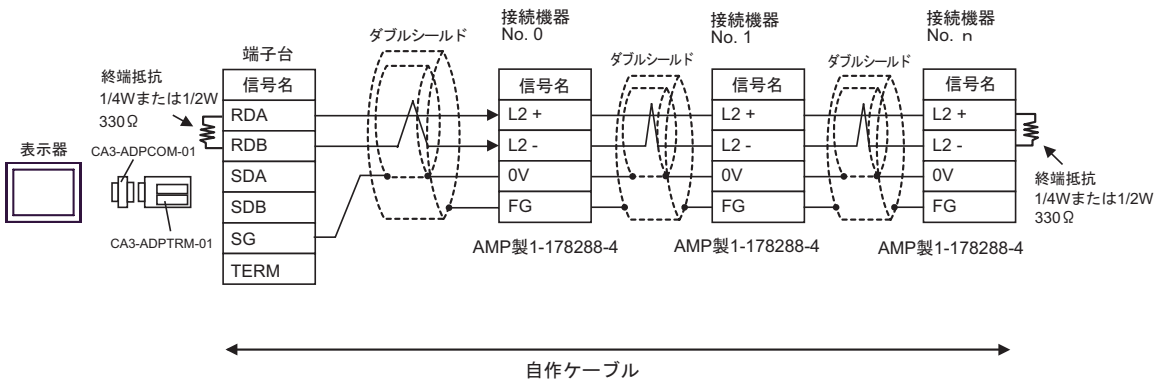 表示器
CA3-ADPCOM-01
CA3-ADPTRM-01
終端抵抗
1/4Wまたは1/2W
330Ω
端子台
信号名
RDA
RDB
SDA
SDB
SG
TERM
ダブルシールド
接続機器
No. 0
信号名
L2 +
L2 -
0V
FG
AMP製1-178288-4
ダブルシールド
接続機器
No. 1
信号名
L2 +
L2 -
0V
FG
AMP製1-178288-4
ダブルシールド
接続機器
No. n
信号名
L2 +
L2 -
0V
FG
AMP製1-178288-4
終端抵抗
1/4Wまたは1/2W
330Ω
自作ケーブル